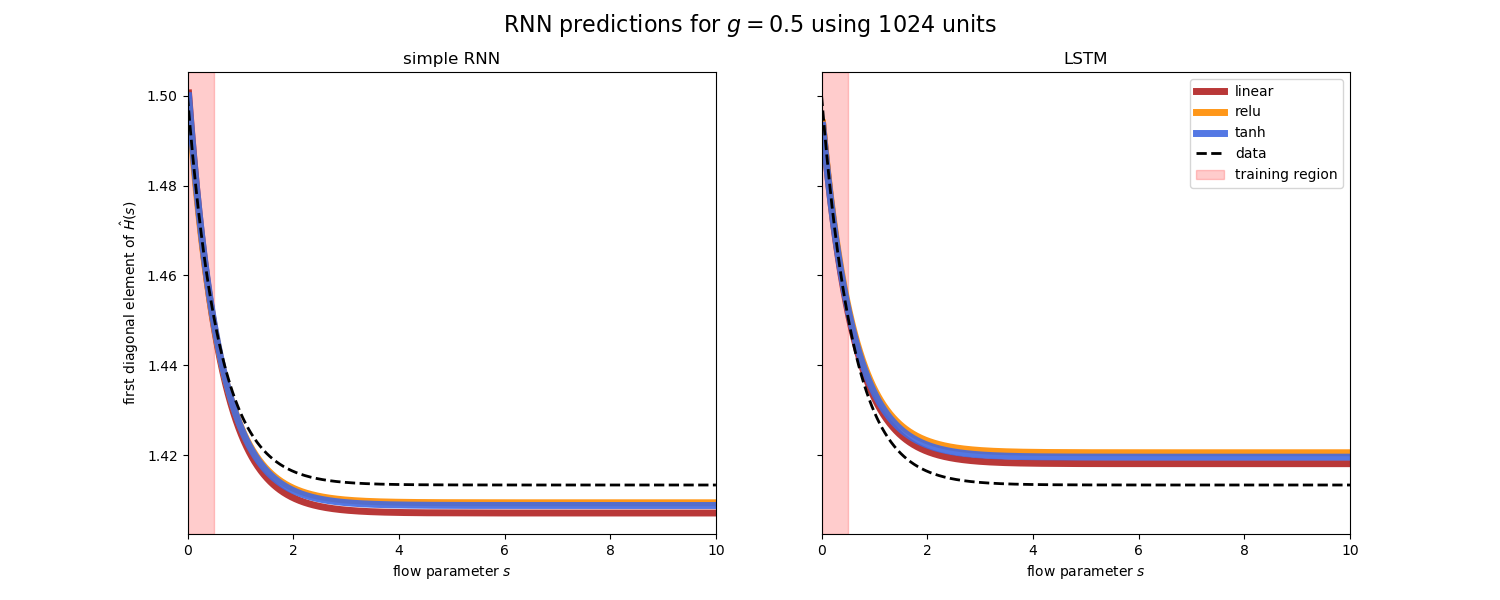 RNN predictions for g = 0.5 using 1024 units
simple RNN
first diagonal element of Ĥ(s)
1.50
1.48
1.46
1.44
1.42
0 2 4 6 8 10
flow parameter s
LSTM
linear
relu
tanh
data
training region
0 2 4 6 8 10
flow parameter s